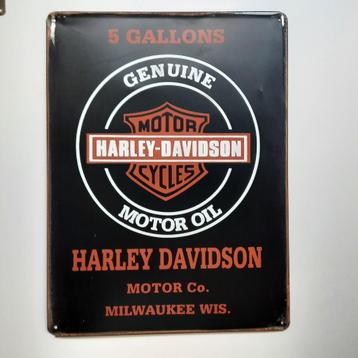 5 GALLONS
GENUINE
MOTOR
HARLEY-DAVIDSON
CYCLES
MOTOR OIL
HARLEY DAVIDSON
MOTOR Co.
MILWAUKEE WIS.